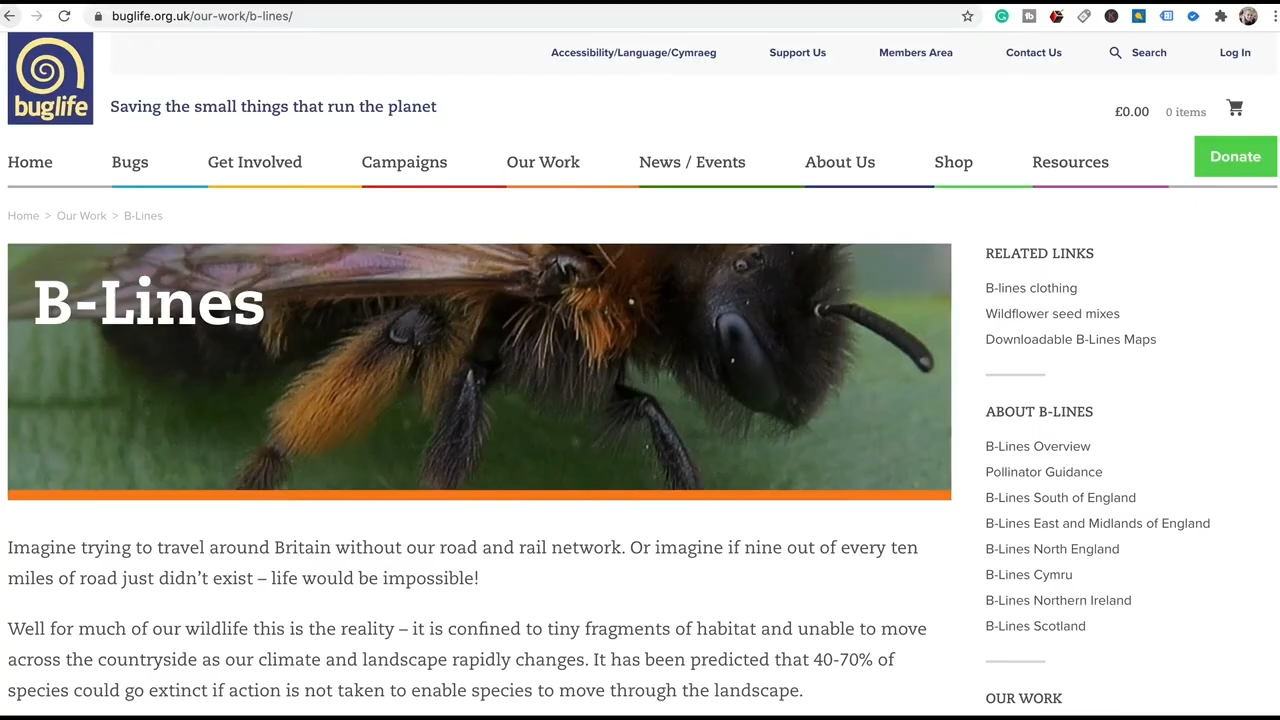 buglife.org.uk/our-work/b-lines/
Accessibility/Language/Cymraeg Support Us Members Area Contact Us Search Log In
buglife
Saving the small things that run the planet
£0.00 0 items
Home Bugs Get Involved Campaigns Our Work News / Events About Us Shop Resources Donate
Home > Our Work > B-Lines
B-Lines
Imagine trying to travel around Britain without our road and rail network. Or imagine if nine out of every ten
miles of road just didn't exist – life would be impossible!
Well for much of our wildlife this is the reality – it is confined to tiny fragments of habitat and unable to move
across the countryside as our climate and landscape rapidly changes. It has been predicted that 40-70% of
species could go extinct if action is not taken to enable species to move through the landscape.
RELATED LINKS
B-lines clothing
Wildflower seed mixes
Downloadable B-Lines Maps
ABOUT B-LINES
B-Lines Overview
Pollinator Guidance
B-Lines South of England
B-Lines East and Midlands of England
B-Lines North England
B-Lines Cymru
B-Lines Northern Ireland
B-Lines Scotland
OUR WORK